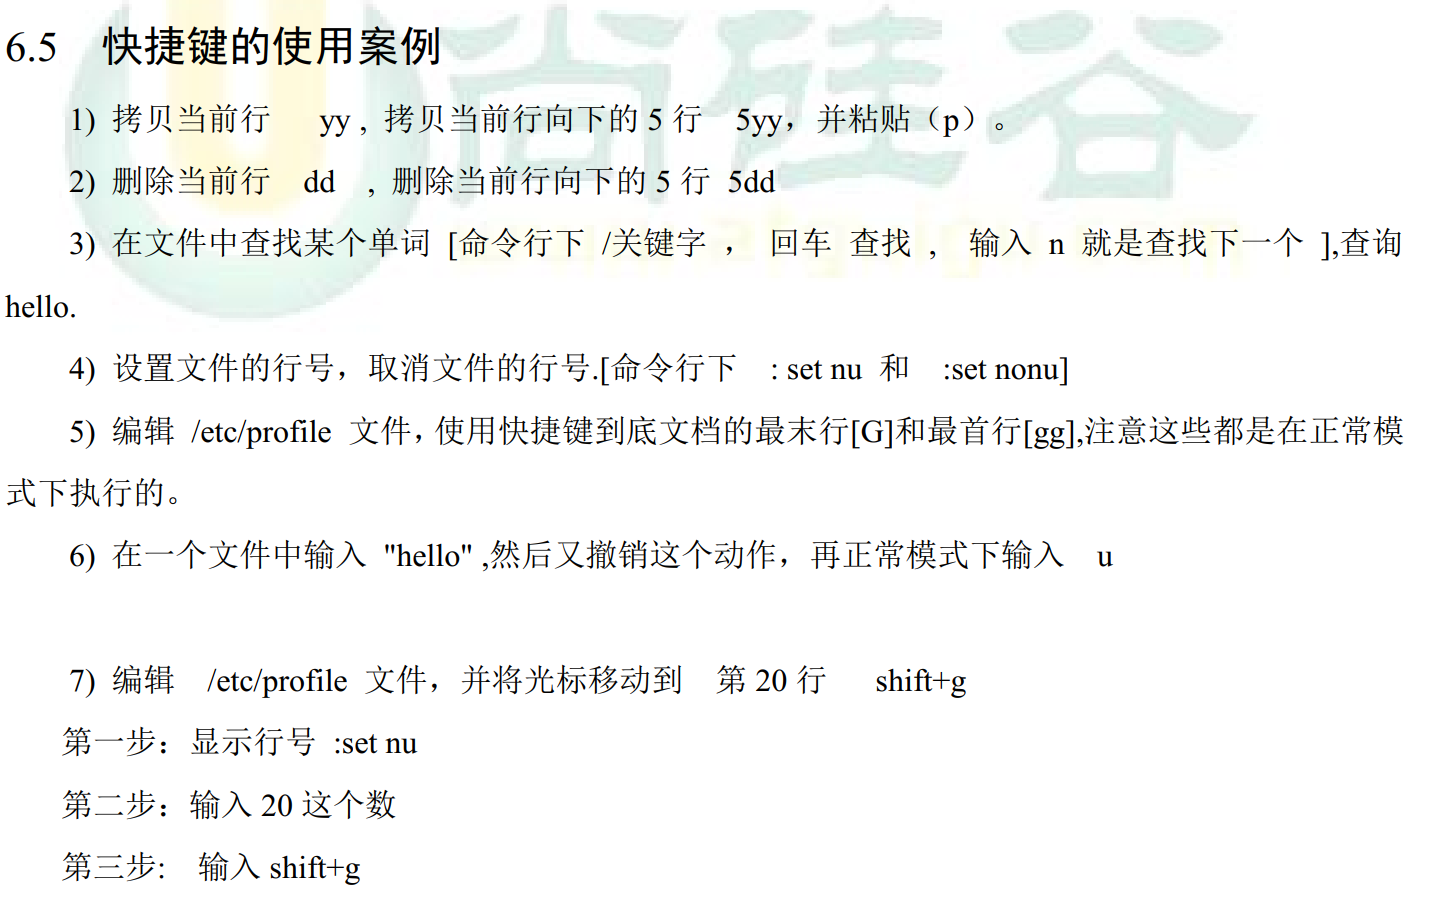 6.5 快捷键的使用案例
尚硅谷
1) 拷贝当前行 yy , 拷贝当前行向下的 5 行 5yy，并粘贴（p）。
2) 删除当前行 dd , 删除当前行向下的 5 行 5dd
3) 在文件中查找某个单词 [命令行下 /关键字 ， 回车 查找 , 输入 n 就是查找下一个 ],查询
hello.
4) 设置文件的行号，取消文件的行号.[命令行下 : set nu 和 :set nonu]
5) 编辑 /etc/profile 文件，使用快捷键到底文档的最末行[G]和最首行[gg],注意这些都是在正常模
式下执行的。
6) 在一个文件中输入 "hello" ,然后又撤销这个动作，再正常模式下输入 u
7) 编辑 /etc/profile 文件，并将光标移动到 第 20 行 shift+g
第一步：显示行号 :set nu
第二步：输入 20 这个数
第三步: 输入 shift+g